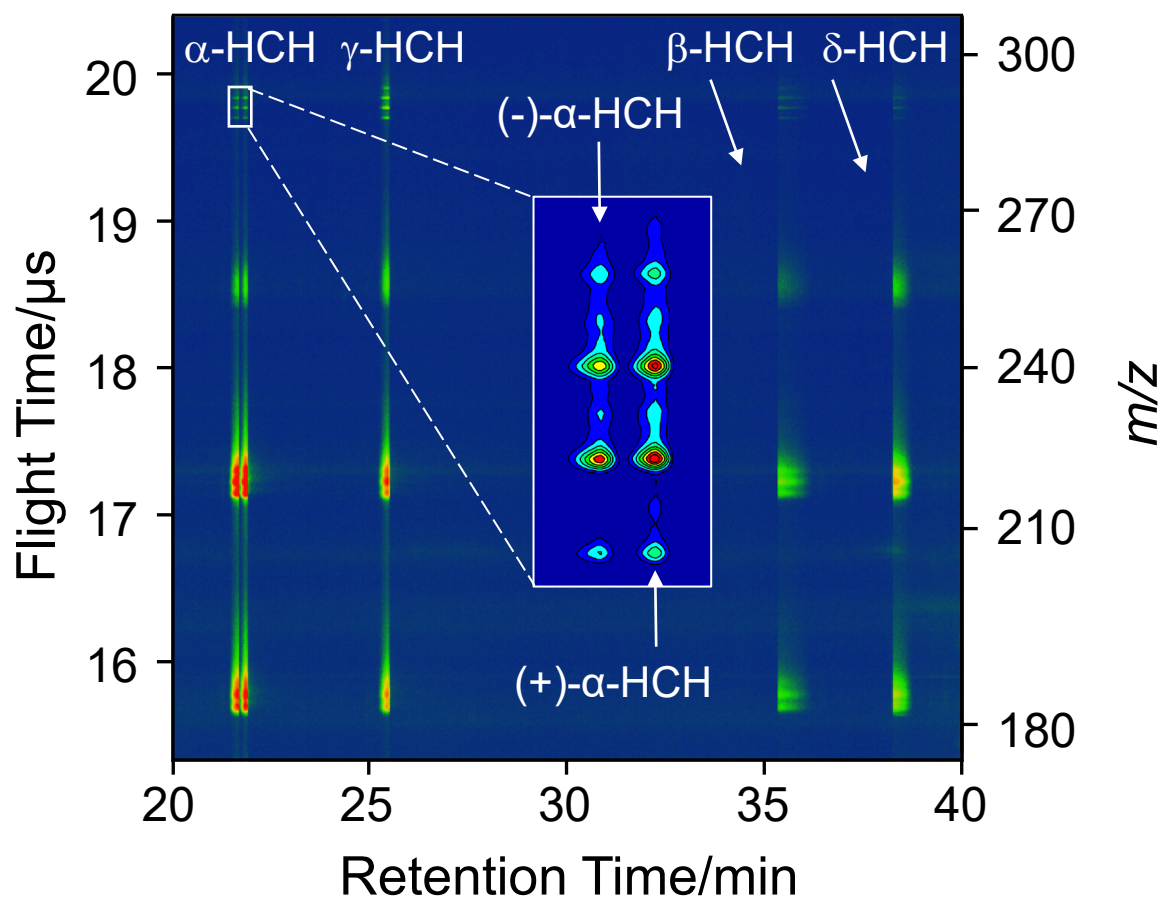 α-HCH γ-HCH β-HCH δ-HCH
(-)-α-HCH
(+)-α-HCH
20
19
18
17
16
Flight Time/μs
300
270
240
210
180
m/z
20 25 30 35 40
Retention Time/min